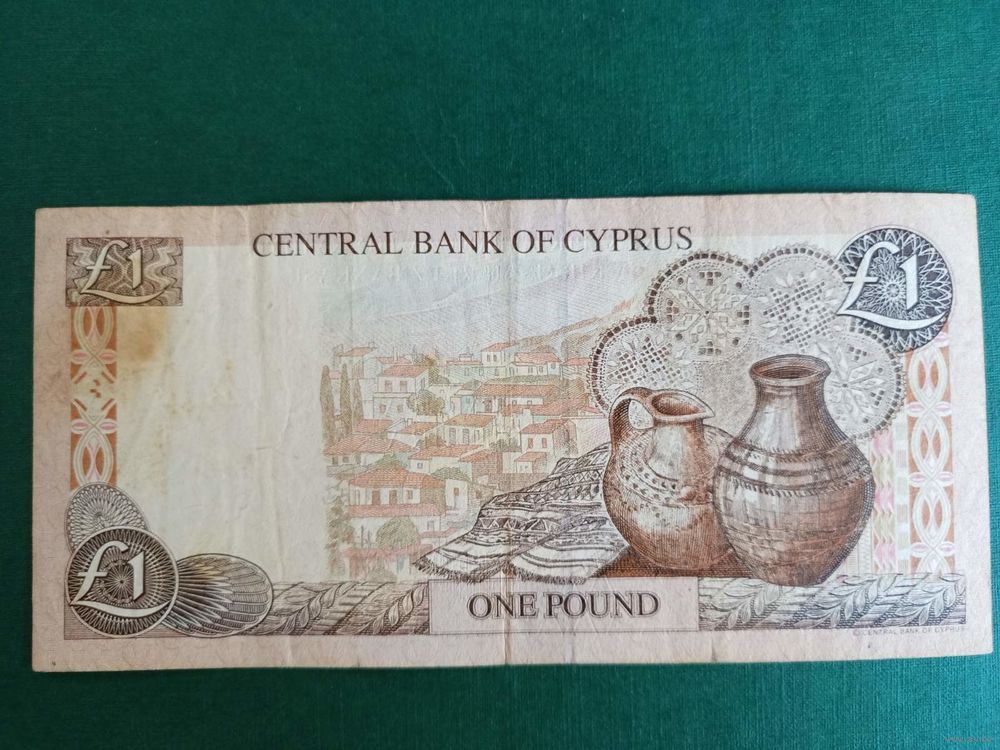 £1
CENTRAL BANK OF CYPRUS
£1
£1
ONE POUND
© CENTRAL BANK OF CYPRUS